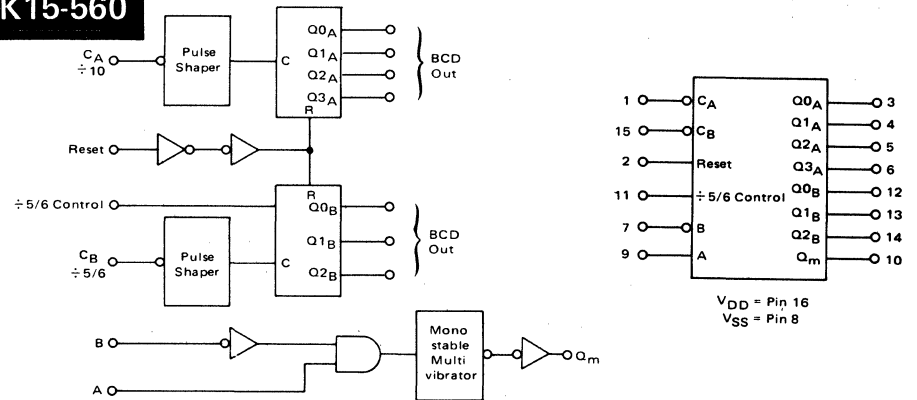 K15-560
CA
÷10
Pulse
Shaper
C
Q0A
Q1A
Q2A
Q3A
R
BCD
Out
Reset
÷5/6 Control
R
Q0B
Q1B
Q2B
C
BCD
Out
CB
÷5/6
Pulse
Shaper
B
A
Mono
stable
Multi
vibrator
Qm
1 CA Q0A 3
15 CB Q1A 4
2 Reset Q2A 5
11 ÷5/6 Control Q3A 6
7 B Q0B 12
9 A Q1B 13
Q2B 14
Qm 10
VDD = Pin 16
VSS = Pin 8